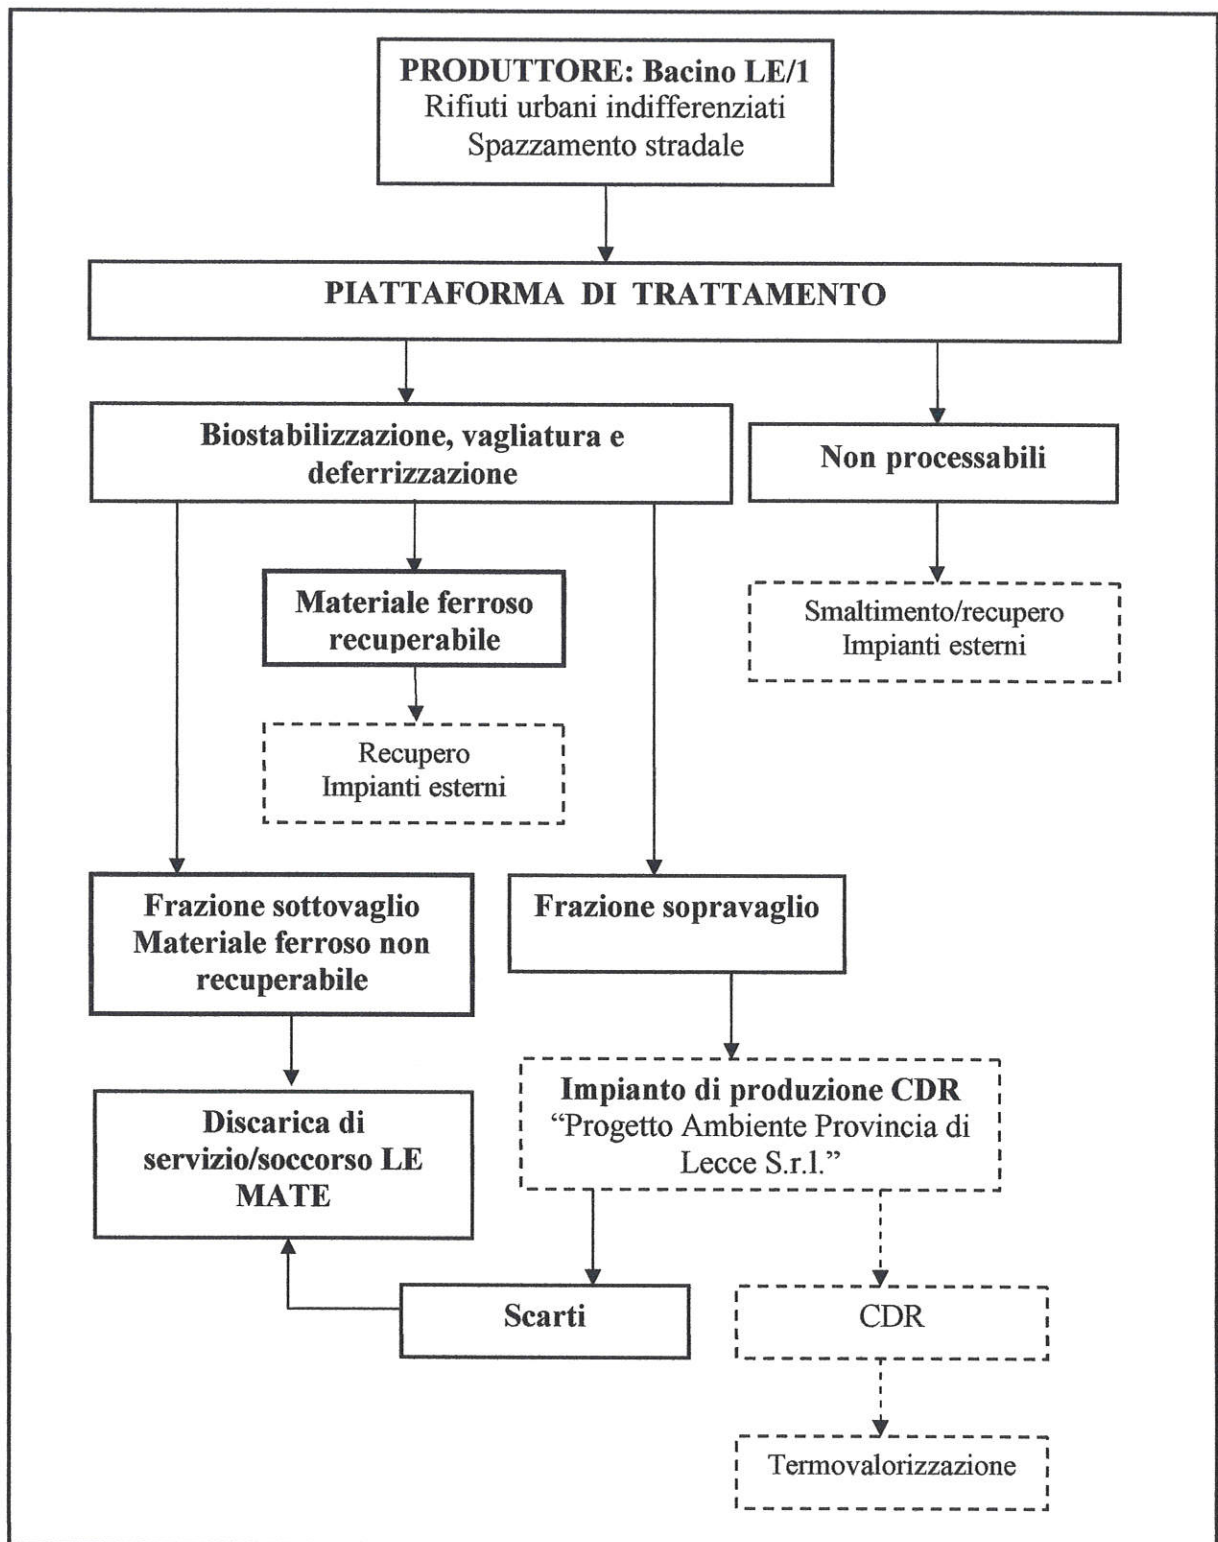 PRODUTTORE: Bacino LE/1
Rifiuti urbani indifferenziati
Spazzamento stradale
PIATTAFORMA DI TRATTAMENTO
Biostabilizzazione, vagliatura e
deferrizzazione
Non processabili
Materiale ferroso
recuperabile
Smaltimento/recupero
Impianti esterni
Recupero
Impianti esterni
Frazione sottovaglio
Materiale ferroso non
recuperabile
Frazione sopravaglio
Impianto di produzione CDR
“Progetto Ambiente Provincia di
Lecce S.r.l.”
Discarica di
servizio/soccorso LE
MATE
Scarti
CDR
Termovalorizzazione